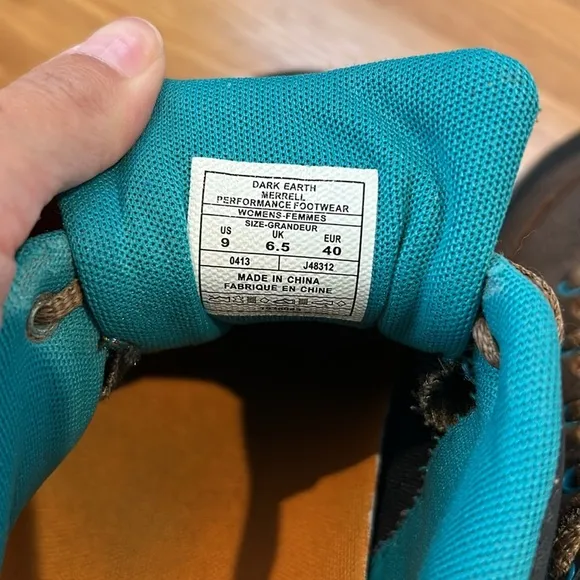 DARK EARTH
MERRELL
PERFORMANCE FOOTWEAR
WOMENS-FEMMES
SIZE-GRANDEUR
US UK EUR
9 6.5 40
0413 J48312
MADE IN CHINA
FABRIQUE EN CHINE